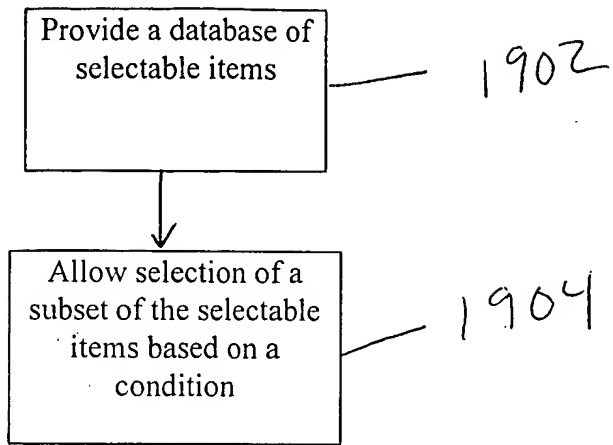 Provide a database of
selectable items
1902
Allow selection of a
subset of the selectable
items based on a
condition
1904